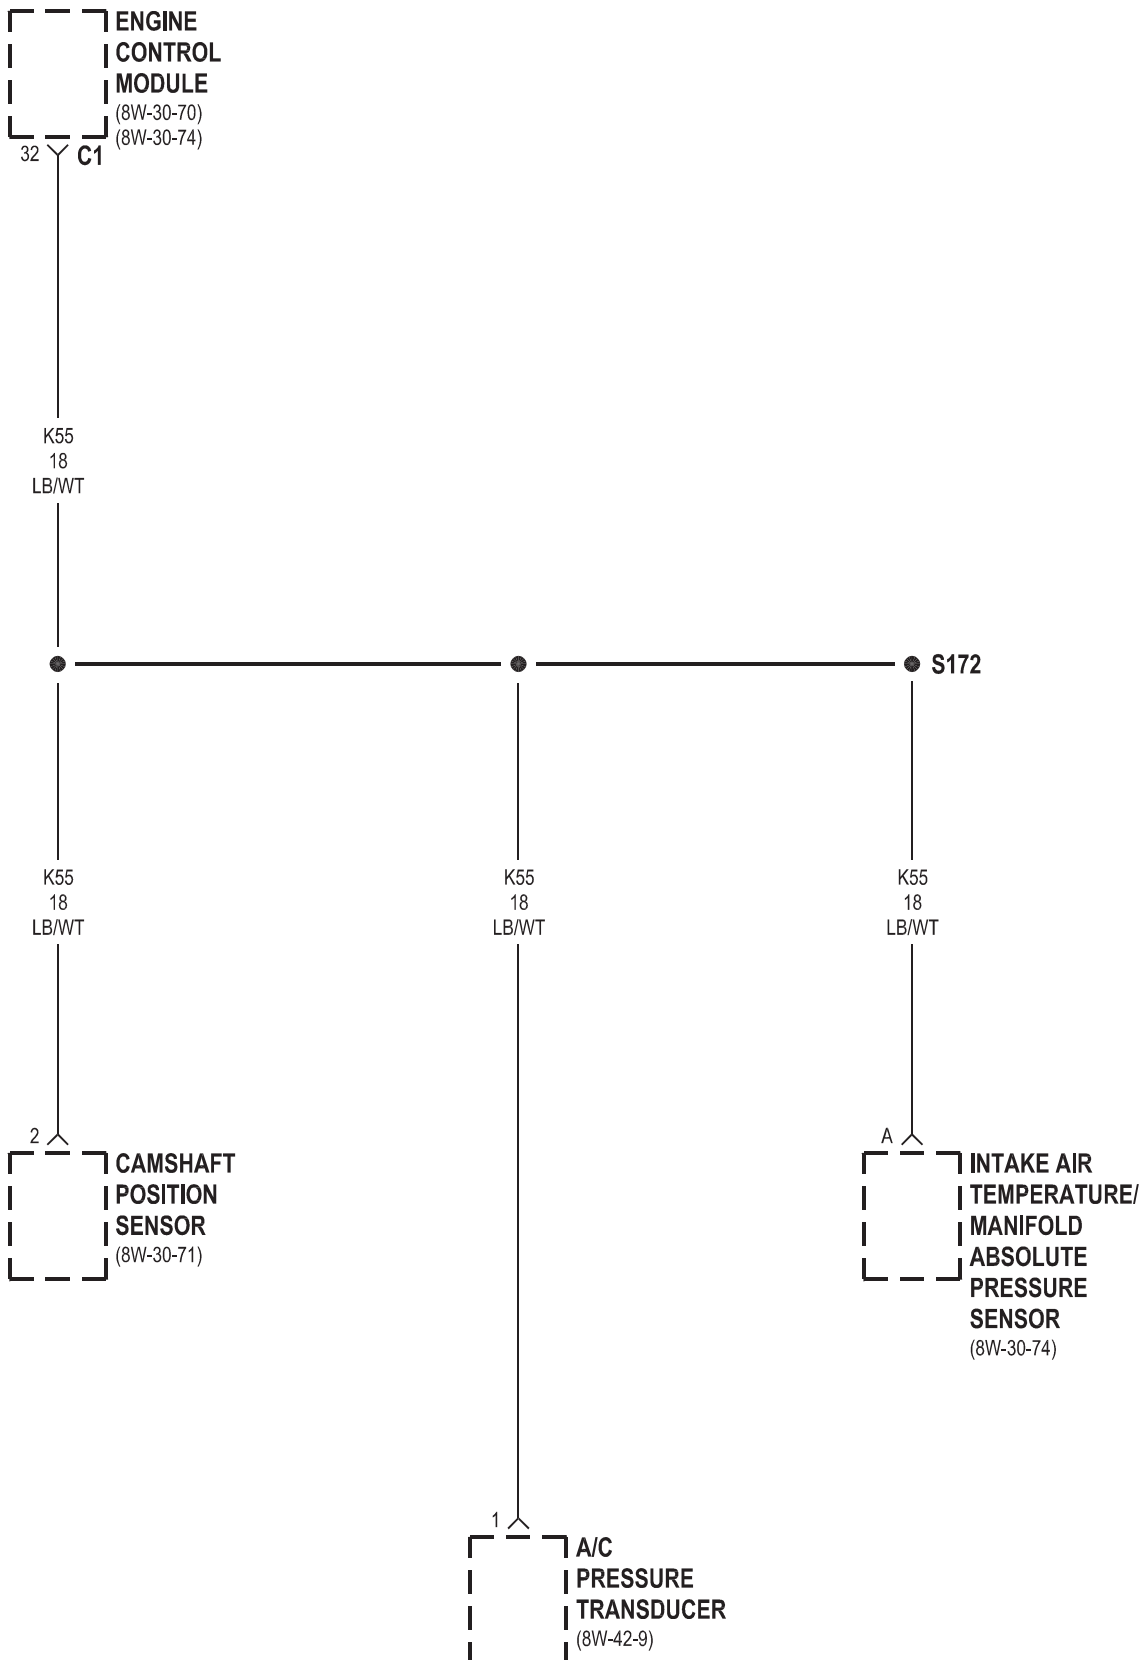 ENGINE
CONTROL
MODULE
(8W-30-70)
(8W-30-74)
32
C1
K55
18
LB/WT
S172
K55
18
LB/WT
K55
18
LB/WT
K55
18
LB/WT
2
CAMSHAFT
POSITION
SENSOR
(8W-30-71)
A
INTAKE AIR
TEMPERATURE/
MANIFOLD
ABSOLUTE
PRESSURE
SENSOR
(8W-30-74)
1
A/C
PRESSURE
TRANSDUCER
(8W-42-9)